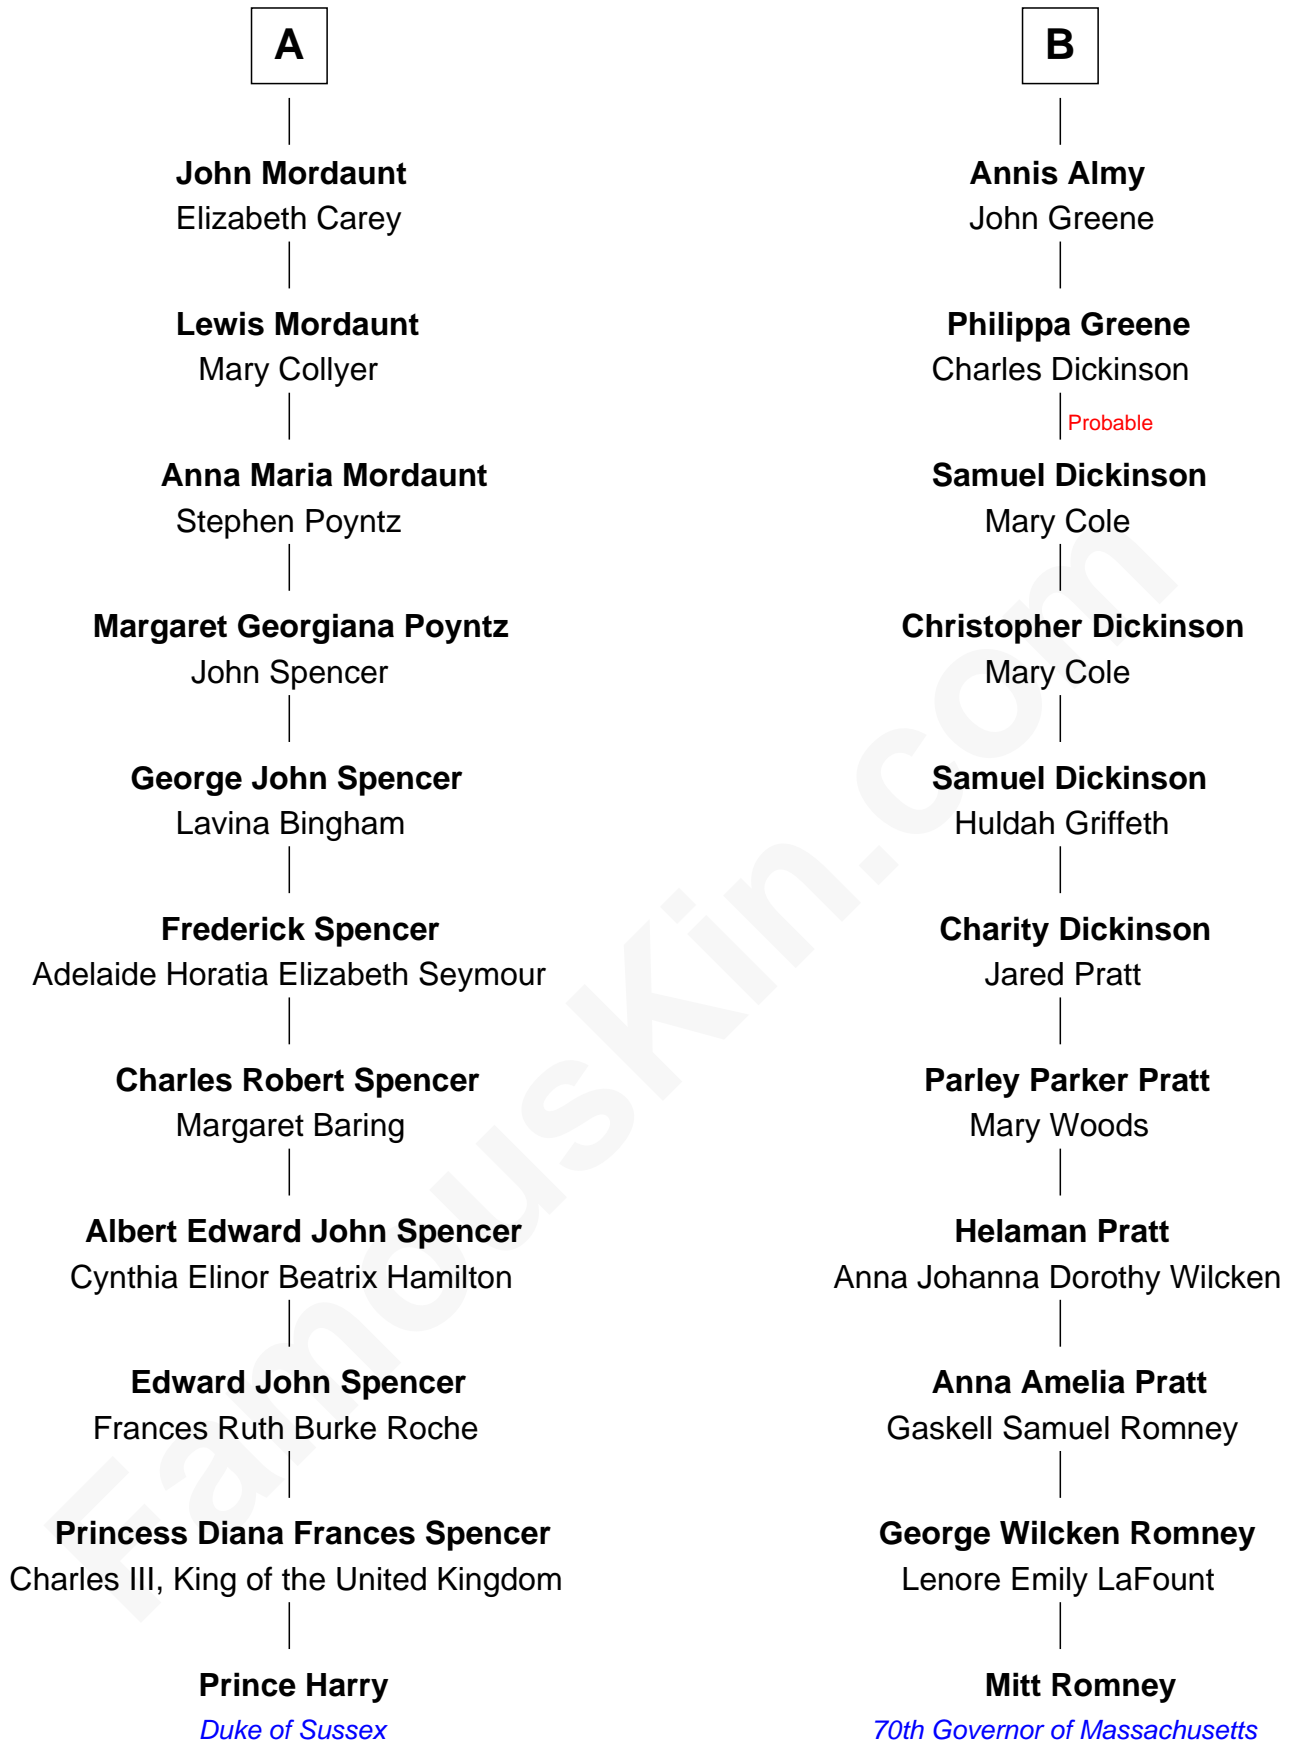 A
John Mordaunt
Elizabeth Carey
Lewis Mordaunt
Mary Collyer
Anna Maria Mordaunt
Stephen Poyntz
Margaret Georgiana Poyntz
John Spencer
George John Spencer
Lavina Bingham
Frederick Spencer
Adelaide Horatia Elizabeth Seymour
Charles Robert Spencer
Margaret Baring
Albert Edward John Spencer
Cynthia Elinor Beatrix Hamilton
Edward John Spencer
Frances Ruth Burke Roche
Princess Diana Frances Spencer
Charles III, King of the United Kingdom
Prince Harry
Duke of Sussex
B
Annis Almy
John Greene
Philippa Greene
Charles Dickinson
Probable
Samuel Dickinson
Mary Cole
Christopher Dickinson
Mary Cole
Samuel Dickinson
Huldah Griffeth
Charity Dickinson
Jared Pratt
Parley Parker Pratt
Mary Woods
Helaman Pratt
Anna Johanna Dorothy Wilcken
Anna Amelia Pratt
Gaskell Samuel Romney
George Wilcken Romney
Lenore Emily LaFount
Mitt Romney
70th Governor of Massachusetts
FamousKin.com